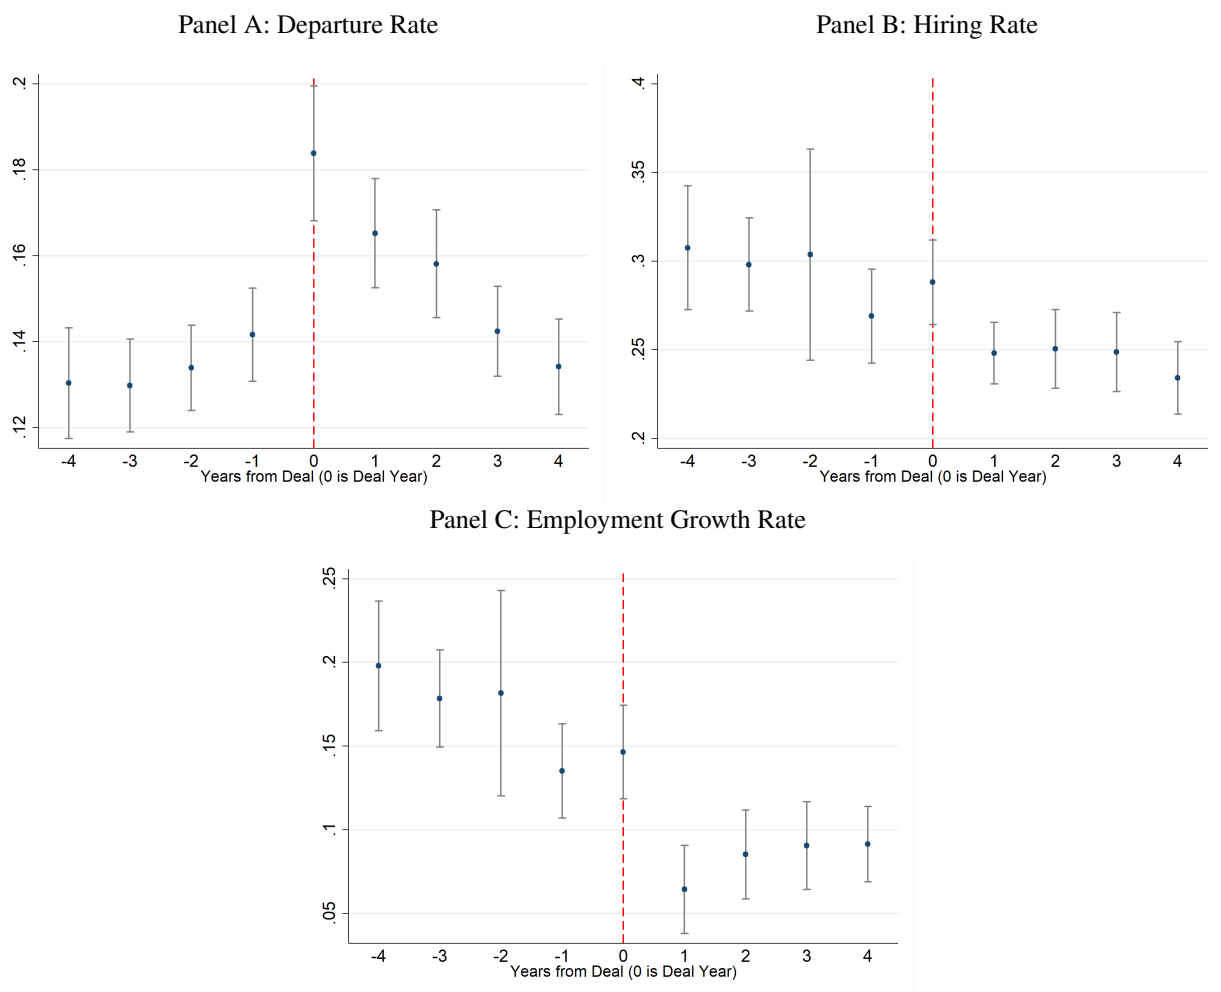 Panel A: Departure Rate
.2
.18
.16
.14
.12
-4 -3 -2 -1 0 1 2 3 4
Years from Deal (0 is Deal Year)
Panel B: Hiring Rate
.4
.35
.3
.25
.2
-4 -3 -2 -1 0 1 2 3 4
Years from Deal (0 is Deal Year)
Panel C: Employment Growth Rate
.25
.2
.15
.1
.05
-4 -3 -2 -1 0 1 2 3 4
Years from Deal (0 is Deal Year)